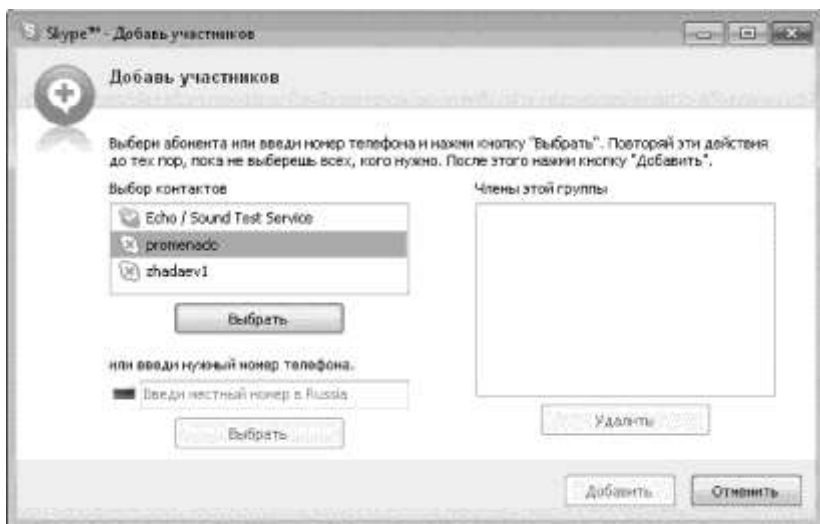 Skype™ - Добавь участников
Добавь участников
Выбери абонента или введи номер телефона и нажми кнопку "Выбрать". Повторяй эти действия
до тех пор, пока не выберешь всех, кого нужно. После этого нажми кнопку "Добавить".
Выбор контактов
Члены этой группы
Echo / Sound Test Service
promenade
zhadaev1
Выбрать
или введи нужный номер телефона.
Введи местный номер в Russia
Выбрать
Удалить
Добавить
Отменить